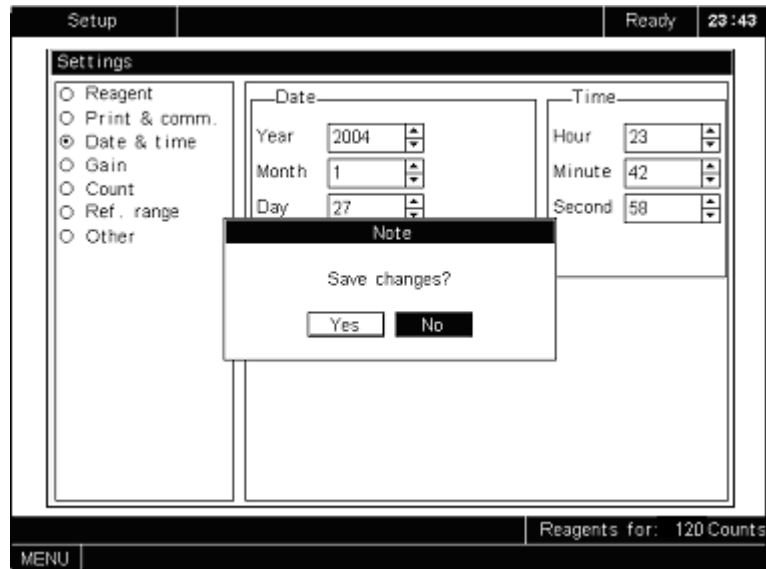 Setup Ready 23:43
Settings
Reagent
Print & comm.
Date & time
Gain
Count
Ref. range
Other
Date
Year 2004
Month 1
Day 27
Time
Hour 23
Minute 42
Second 58
Note
Save changes?
Yes No
Reagents for: 120 Counts
MENU